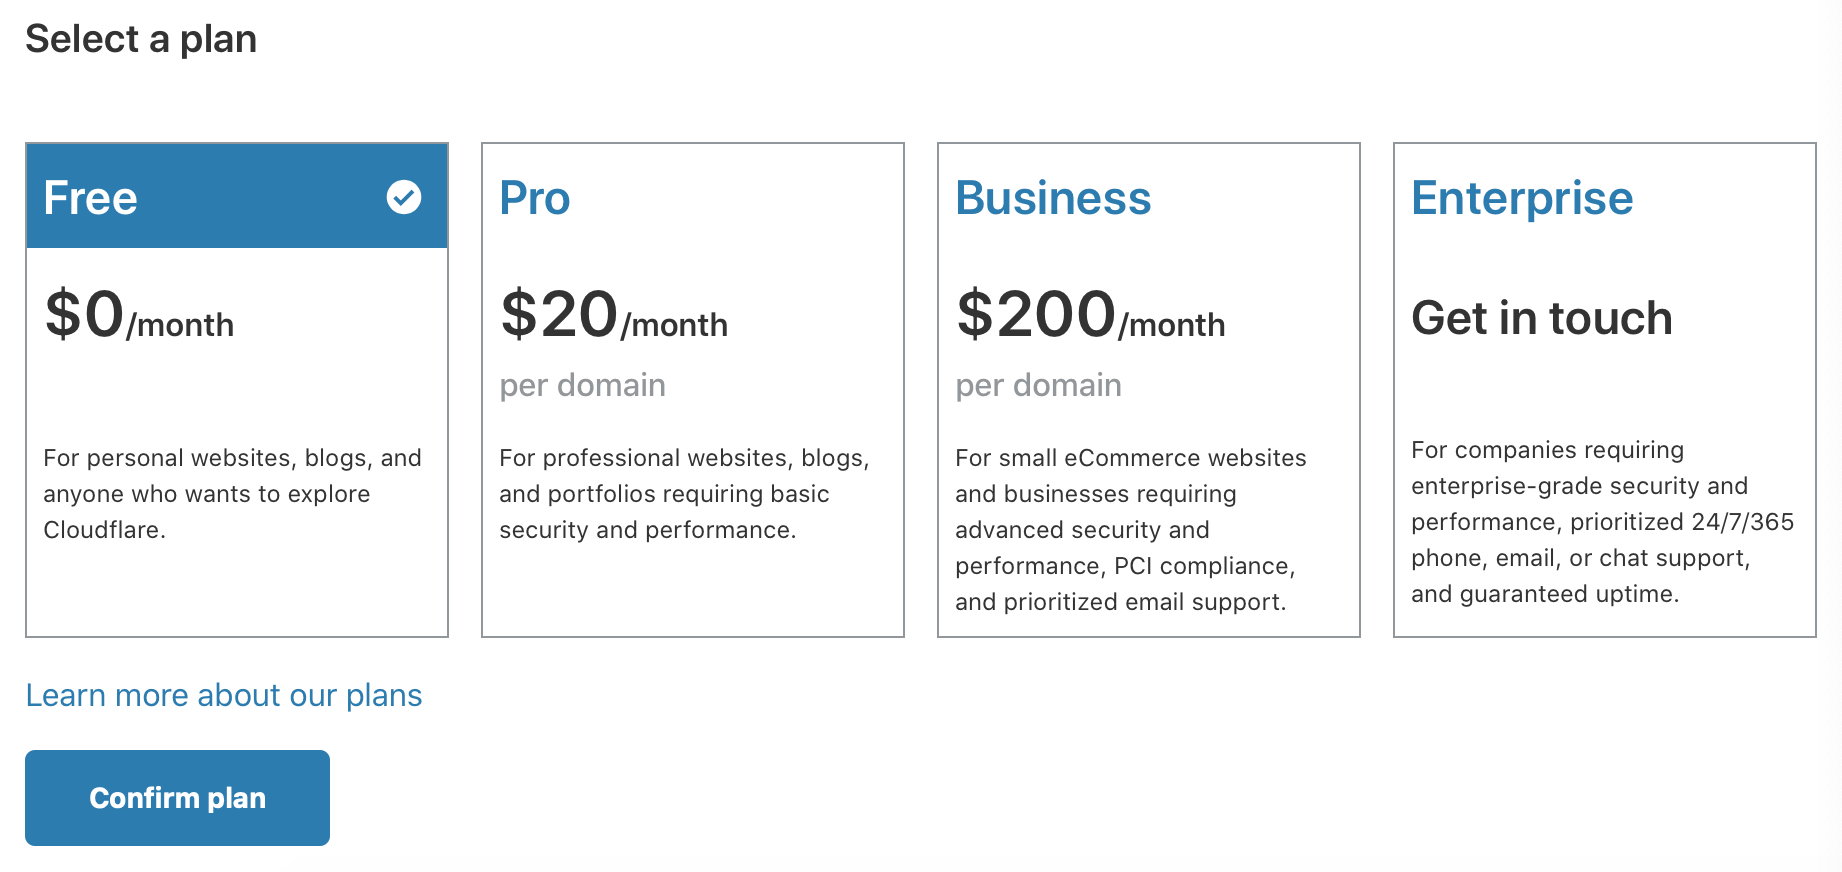 Select a plan
Free
$0/month
For personal websites, blogs, and
anyone who wants to explore
Cloudflare.
Pro
$20/month
per domain
For professional websites, blogs,
and portfolios requiring basic
security and performance.
Business
$200/month
per domain
For small eCommerce websites
and businesses requiring
advanced security and
performance, PCI compliance,
and prioritized email support.
Enterprise
Get in touch
For companies requiring
enterprise-grade security and
performance, prioritized 24/7/365
phone, email, or chat support,
and guaranteed uptime.
Learn more about our plans
Confirm plan